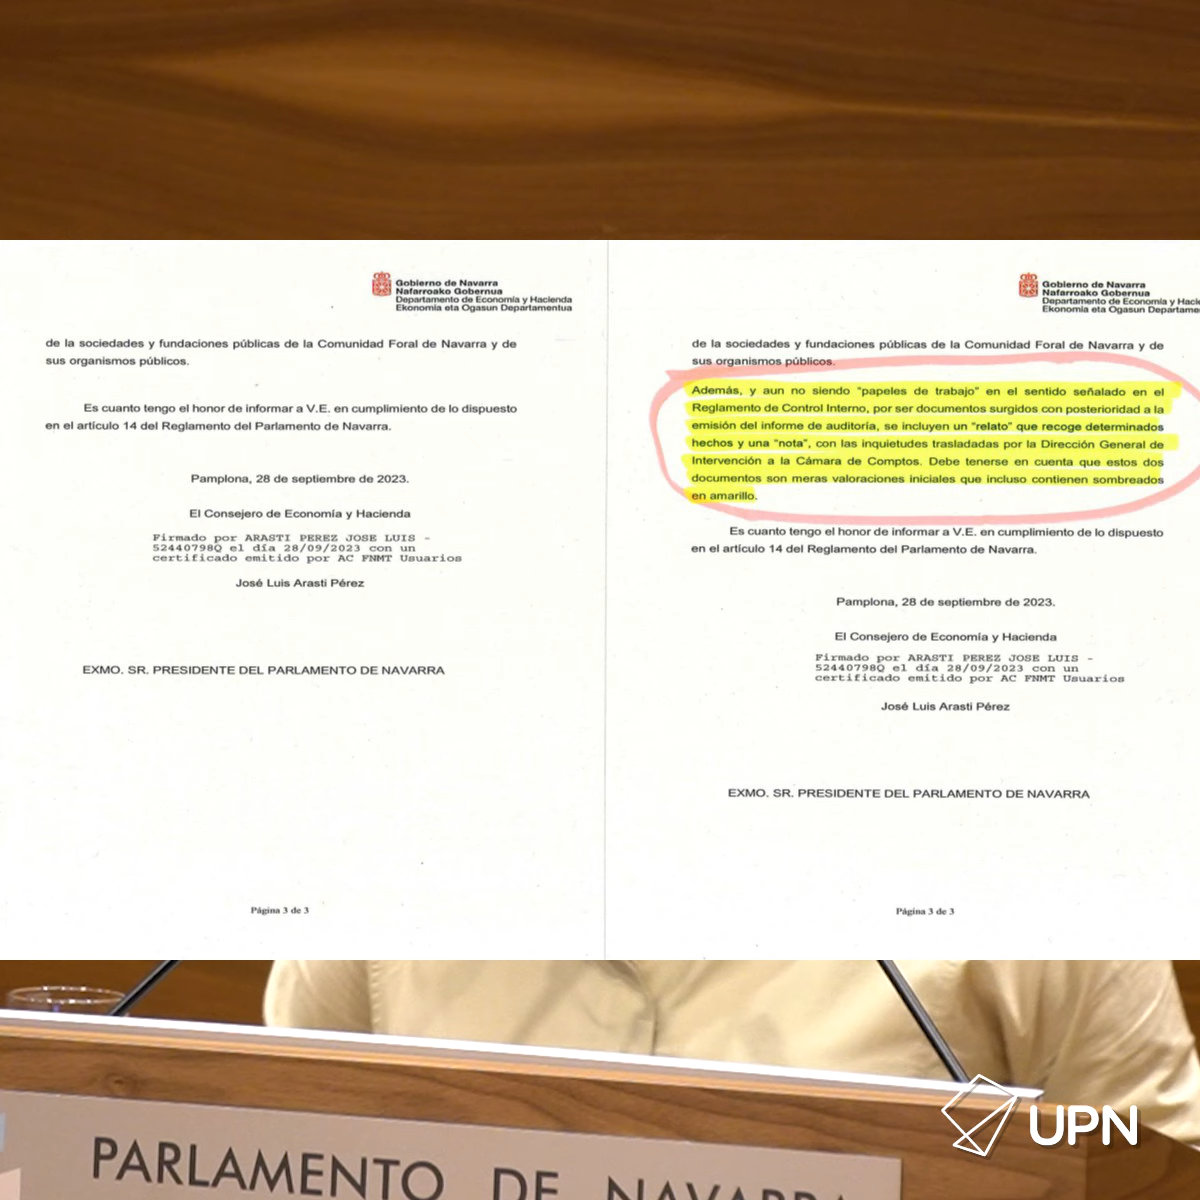 Gobierno de Navarra
Nafarroako Gobernua
Departamento de Economía y Hacienda
Ekonomia eta Ogasun Departamentua
de la sociedades y fundaciones públicas de la Comunidad Foral de Navarra y de
sus organismos públicos.
Es cuanto tengo el honor de informar a V.E. en cumplimiento de lo dispuesto
en el artículo 14 del Reglamento del Parlamento de Navarra.
Pamplona, 28 de septiembre de 2023.
El Consejero de Economía y Hacienda
Firmado por ARASTI PEREZ JOSE LUIS -
52440798Q el día 28/09/2023 con un
certificado emitido por AC FNMT Usuarios
José Luis Arasti Pérez
EXMO. SR. PRESIDENTE DEL PARLAMENTO DE NAVARRA
Página 3 de 3
Gobierno de Navarra
Nafarroako Gobernua
Departamento de Economía y Hacie
Ekonomia eta Ogasun Departame
de la sociedades y fundaciones públicas de la Comunidad Foral de Navarra y de
sus organismos públicos.
Además, y aun no siendo "papeles de trabajo" en el sentido señalado en el
Reglamento de Control Interno, por ser documentos surgidos con posterioridad a la
emisión del informe de auditoría, se incluyen un "relato" que recoge determinados
hechos y una "nota", con las inquietudes trasladadas por la Dirección General de
Intervención a la Cámara de Comptos. Debe tenerse en cuenta que estos dos
documentos son meras valoraciones iniciales que incluso contienen sombreados
en amarillo.
Es cuanto tengo el honor de informar a V.E. en cumplimiento de lo dispuesto
en el artículo 14 del Reglamento del Parlamento de Navarra.
Pamplona, 28 de septiembre de 2023.
El Consejero de Economía y Hacienda
Firmado por ARASTI PEREZ JOSE LUIS -
52440798Q el día 28/09/2023 con un
certificado emitido por AC FNMT Usuarios
José Luis Arasti Pérez
EXMO. SR. PRESIDENTE DEL PARLAMENTO DE NAVARRA
Página 3 de 3
UPN
PARLAMENTO DE NAVARRA